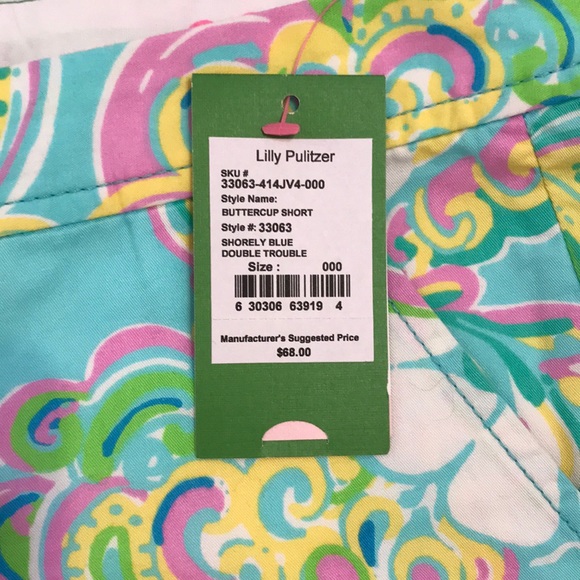 Lilly Pulitzer
SKU #
33063-414JV4-000
Style Name:
BUTTERCUP SHORT
Style #: 33063
SHORELY BLUE
DOUBLE TROUBLE
Size : 000
6 30306 63919 4
Manufacturer's Suggested Price
$68.00